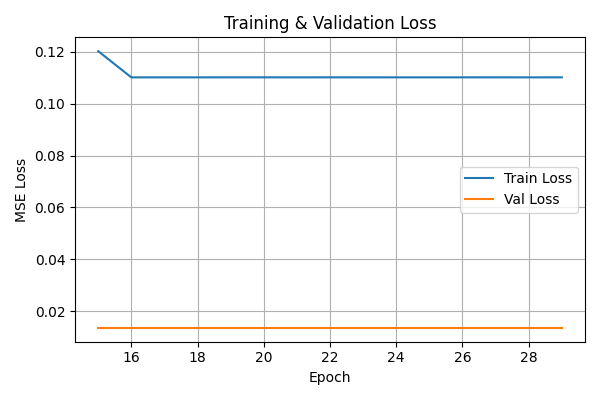 Training & Validation Loss
0.12
0.10
0.08
0.06
0.04
0.02
MSE Loss
Train Loss
Val Loss
16 18 20 22 24 26 28
Epoch